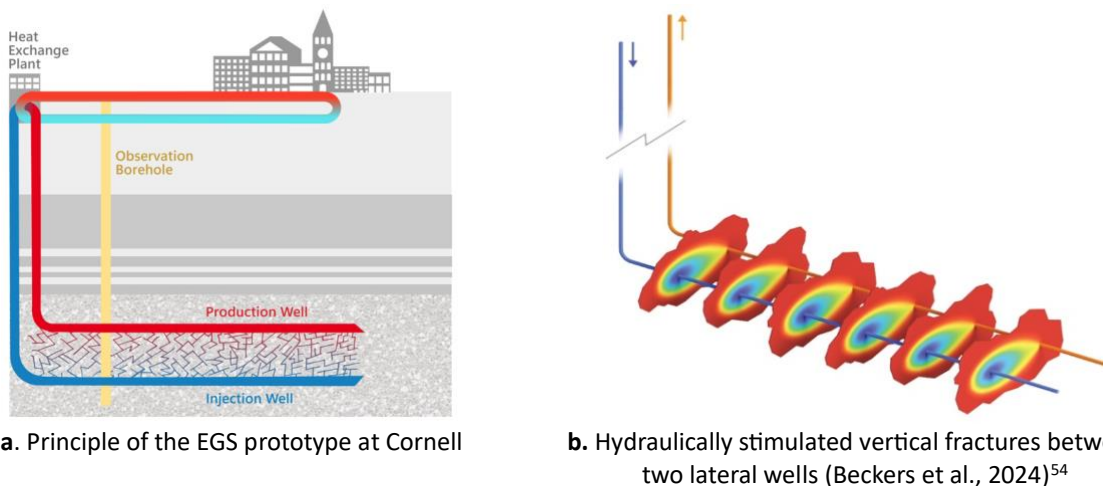 Heat
Exchange
Plant
Observation
Borehole
Production Well
Injection Well
a. Principle of the EGS prototype at Cornell
b. Hydraulically stimulated vertical fractures betwe
two lateral wells (Beckers et al., 2024)54